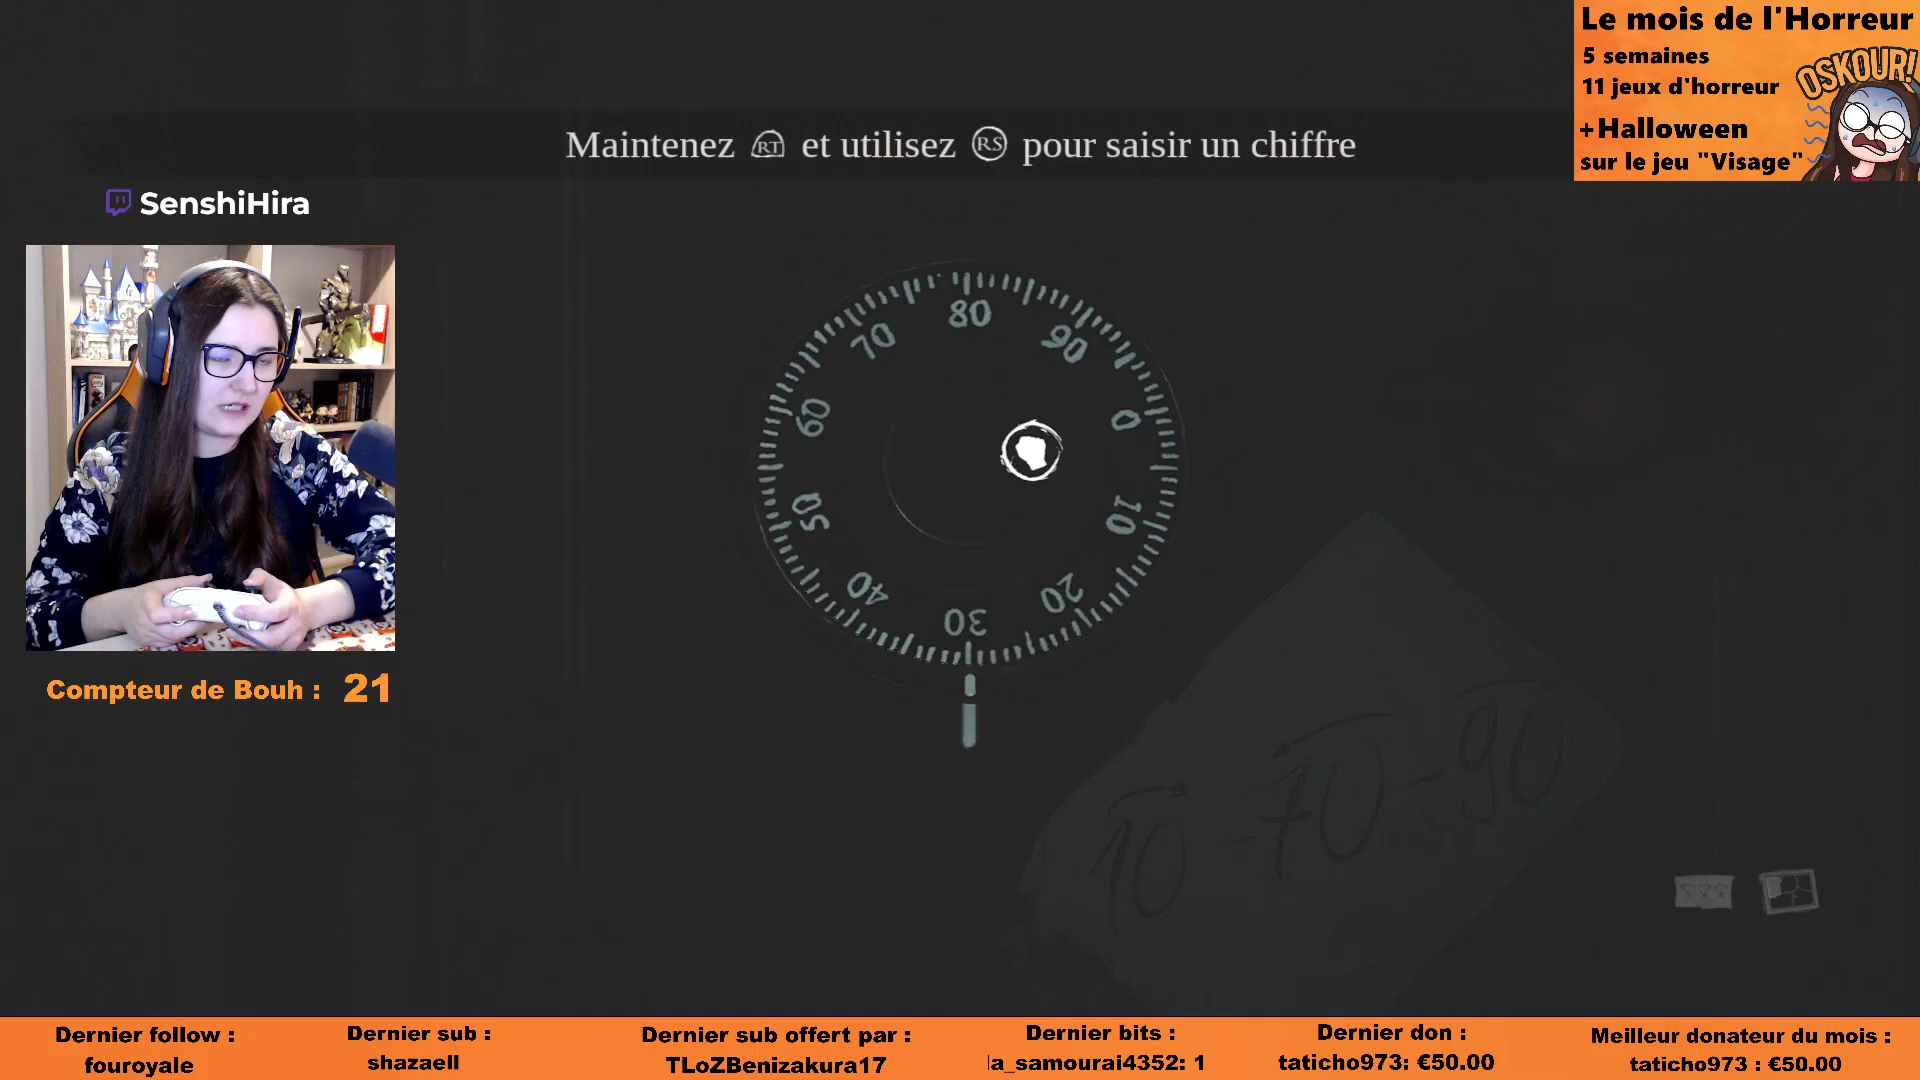 Le mois de l'Horreur
5 semaines
11 jeux d'horreur
+Halloween
sur le jeu "Visage"
OSKOUR!
Maintenez RT et utilisez RS pour saisir un chiffre
SenshiHira
80
90
70
0
60
10
50
20
40
30
10 - 70 - 90
Compteur de Bouh : 21
Dernier follow :
fouroyale
Dernier sub :
shazaell
Dernier sub offert par :
TLoZBenizakura17
Dernier bits :
la_samourai4352: 1
Dernier don :
taticho973: €50.00
Meilleur donateur du mois :
taticho973 : €50.00